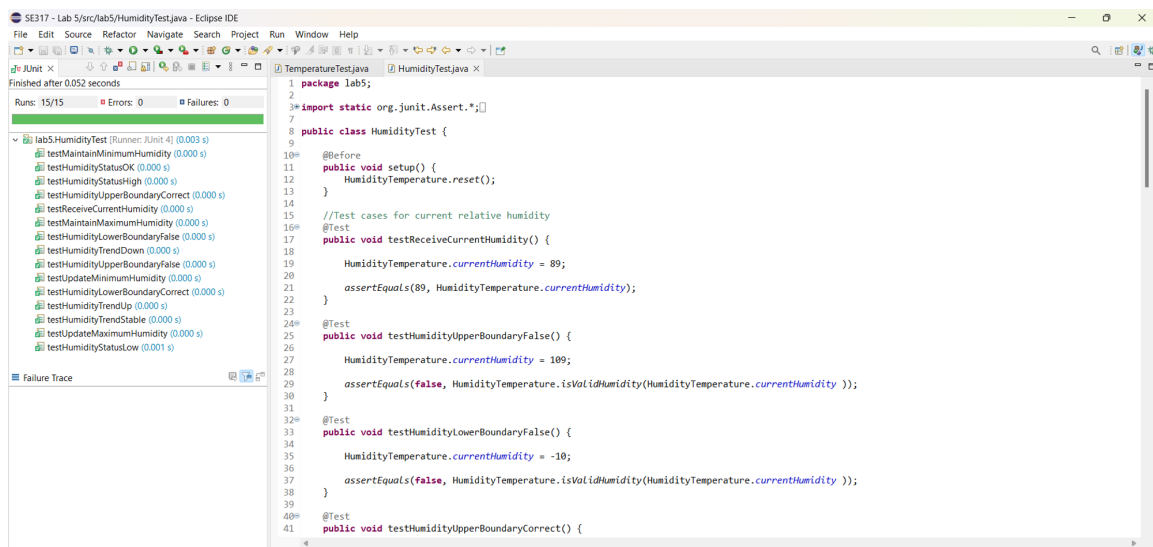 SE317 - Lab 5/src/lab5/HumidityTest.java - Eclipse IDE
File Edit Source Refactor Navigate Search Project Run Window Help
JUnit
Finished after 0.052 seconds
Runs: 15/15 Errors: 0 Failures: 0
lab5.HumidityTest [Runner: JUnit 4] (0.003 s)
testMaintainMinimumHumidity (0.000 s)
testHumidityStatusOK (0.000 s)
testHumidityStatusHigh (0.000 s)
testHumidityUpperBoundaryCorrect (0.000 s)
testReceiveCurrentHumidity (0.000 s)
testMaintainMaximumHumidity (0.000 s)
testHumidityLowerBoundaryFalse (0.000 s)
testHumidityTrendDown (0.000 s)
testHumidityUpperBoundaryFalse (0.000 s)
testUpdateMinimumHumidity (0.000 s)
testHumidityLowerBoundaryCorrect (0.000 s)
testHumidityTrendUp (0.000 s)
testHumidityTrendStable (0.000 s)
testUpdateMaximumHumidity (0.000 s)
testHumidityStatusLow (0.001 s)
Failure Trace
TemperatureTest.java HumidityTest.java
1 package lab5;
2
3 import static org.junit.Assert.*;
7
8 public class HumidityTest {
9
10 @Before
11 public void setup() {
12 HumidityTemperature.reset();
13 }
14
15 //Test cases for current relative humidity
16 @Test
17 public void testReceiveCurrentHumidity() {
18
19 HumidityTemperature.currentHumidity = 89;
20
21 assertEquals(89, HumidityTemperature.currentHumidity);
22 }
23
24 @Test
25 public void testHumidityUpperBoundaryFalse() {
26
27 HumidityTemperature.currentHumidity = 109;
28
29 assertEquals(false, HumidityTemperature.isValidHumidity(HumidityTemperature.currentHumidity ));
30 }
31
32 @Test
33 public void testHumidityLowerBoundaryFalse() {
34
35 HumidityTemperature.currentHumidity = -10;
36
37 assertEquals(false, HumidityTemperature.isValidHumidity(HumidityTemperature.currentHumidity ));
38 }
39
40 @Test
41 public void testHumidityUpperBoundaryCorrect() {